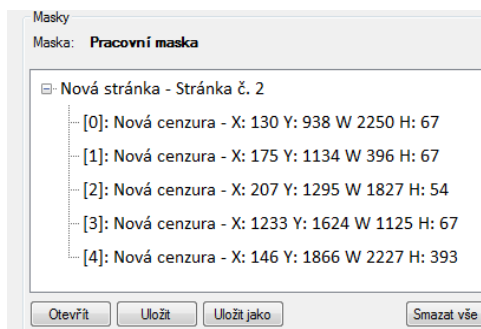 Masky
Maska: Pracovní maska
Nová stránka - Stránka č. 2
[0]: Nová cenzura - X: 130 Y: 938 W 2250 H: 67
[1]: Nová cenzura - X: 175 Y: 1134 W 396 H: 67
[2]: Nová cenzura - X: 207 Y: 1295 W 1827 H: 54
[3]: Nová cenzura - X: 1233 Y: 1624 W 1125 H: 67
[4]: Nová cenzura - X: 146 Y: 1866 W 2227 H: 393
Otevřít Uložit Uložit jako Smazat vše